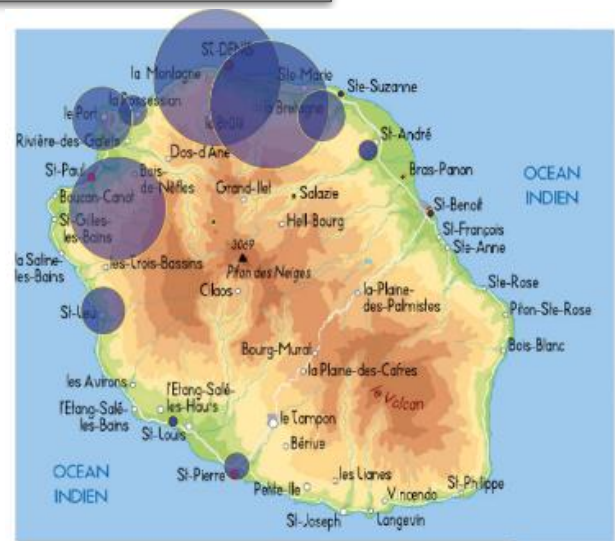 ST-DENIS
la Montagne
Ste-Marie
Ste-Suzanne
la Possession
le Port
la Bretagne
le Brûlé
Rivière-des-Galets
St-André
Dos-d'Ane
St-Paul
Bois-
de-Nèfles
Bras-Panon
OCEAN
INDIEN
Grand-Ilet
Salazie
Boucan-Canot
St-Benoît
St-Gilles-
les-Bains
Hell-Bourg
St-François
Ste-Anne
3069
Piton des Neiges
la Saline-
les-Bains
les-Trois-Bassins
Ste-Rose
Cilaos
la-Plaine-
des-Palmistes
Piton-Ste-Rose
St-Leu
Bois-Blanc
Bourg-Murat
la Plaine-des-Cafres
les Avirons
l'Etang-Salé-
les-Hauts
le Volcan
l'Etang-Salé-
les-Bains
le Tampon
St-Louis
Bérive
OCEAN
INDIEN
St-Pierre
les Lianes
St-Philippe
Petite-Ile
Vincendo
St-Joseph
Langevin